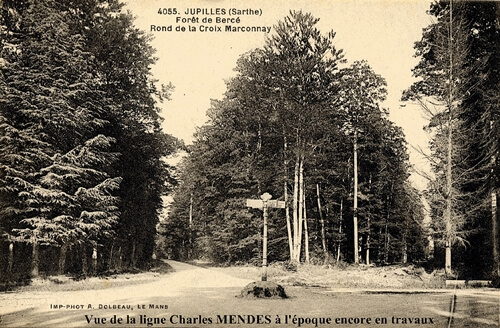 4055. JUPILLES (Sarthe)
Forêt de Bercé
Rond de la Croix Marconnay
IMP-PHOT A. DOLBEAU, LE MANS
Vue de la ligne Charles MENDES à l'époque encore en travaux